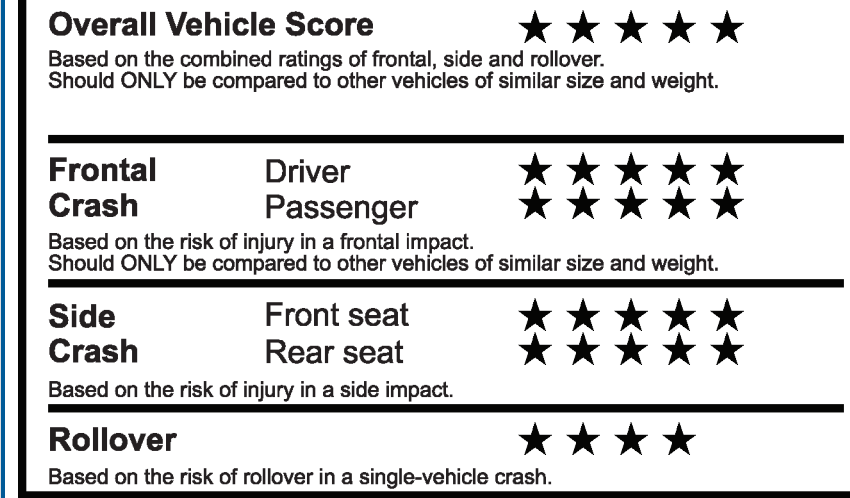 Overall Vehicle Score ★ ★ ★ ★ ★
Based on the combined ratings of frontal, side and rollover.
Should ONLY be compared to other vehicles of similar size and weight.
Frontal Driver ★ ★ ★ ★ ★
Crash Passenger ★ ★ ★ ★ ★
Based on the risk of injury in a frontal impact.
Should ONLY be compared to other vehicles of similar size and weight.
Side Front seat ★ ★ ★ ★ ★
Crash Rear seat ★ ★ ★ ★ ★
Based on the risk of injury in a side impact.
Rollover ★ ★ ★ ★
Based on the risk of rollover in a single-vehicle crash.